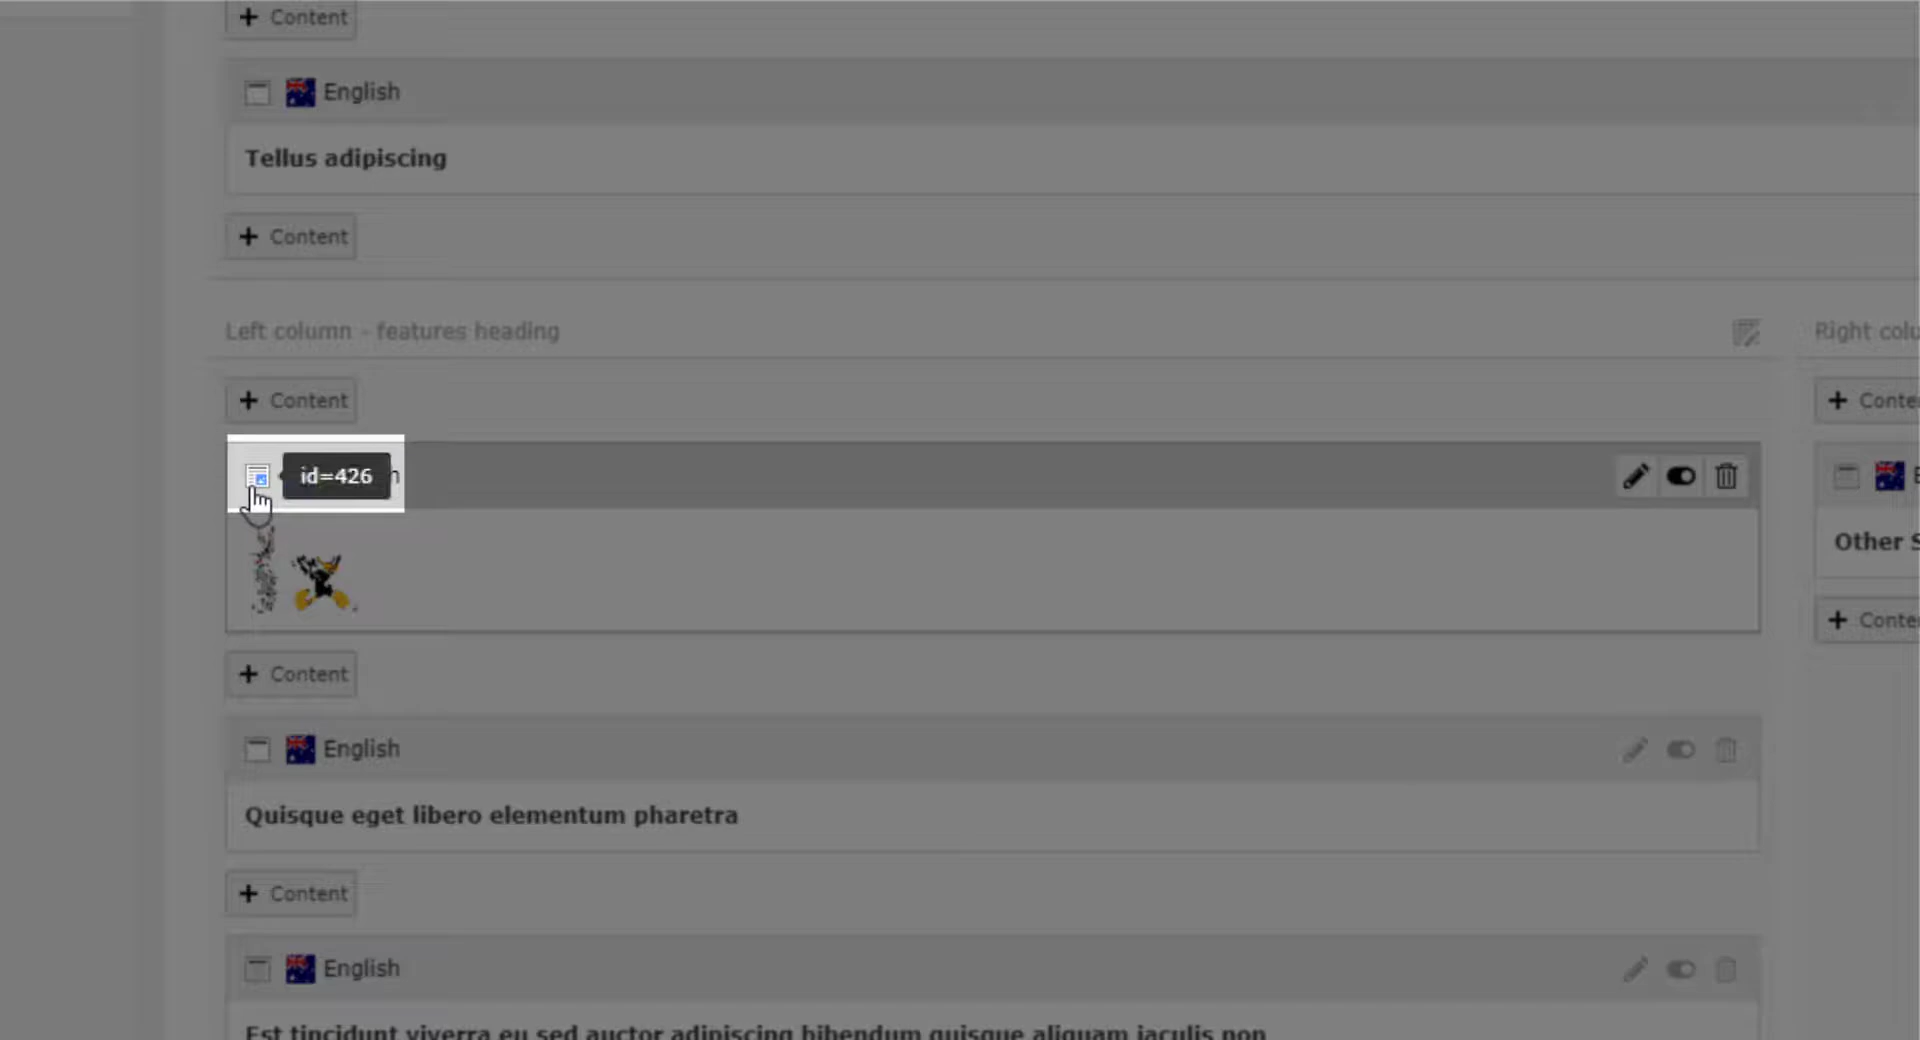 Content
English
Tellus adipiscing
Content
Left column - features heading
Right colu
Content
Conte
id=426
n
E
Other S
Content
Conte
English
Quisque eget libero elementum pharetra
Content
English
Est tincidunt viverra eu sed auctor adipiscing bibendum quisque aliquam iaculis non